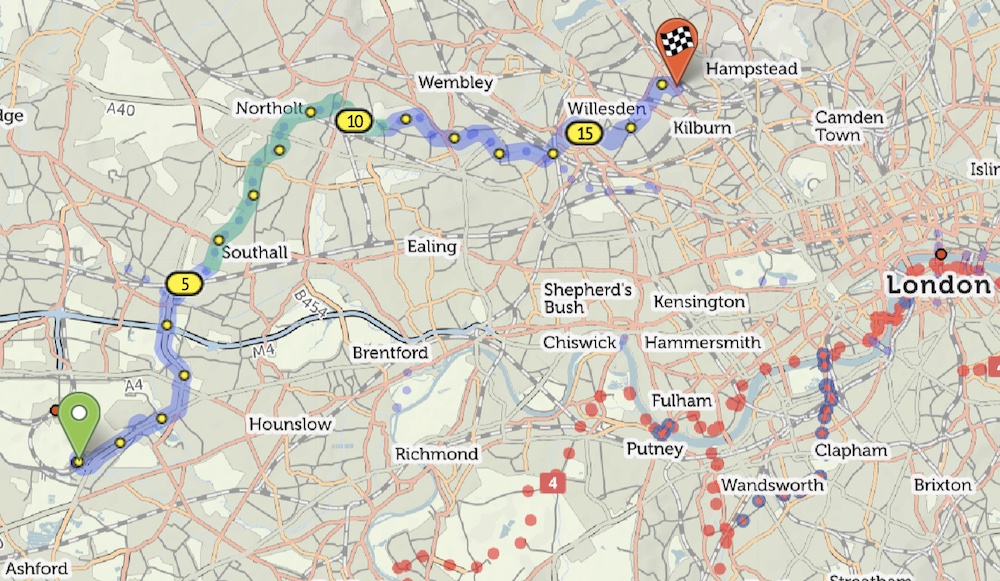 Hampstead
Wembley
A40
Northolt
Willesden
dge
10
15
Kilburn
Camden
Town
Islin
Southall
Ealing
5
London
Shepherd's
Bush
Kensington
B454
M4
Brentford
Chiswick
Hammersmith
A4
Fulham
Hounslow
Richmond
Putney
Clapham
4
Wandsworth
Brixton
Ashford
Streatham